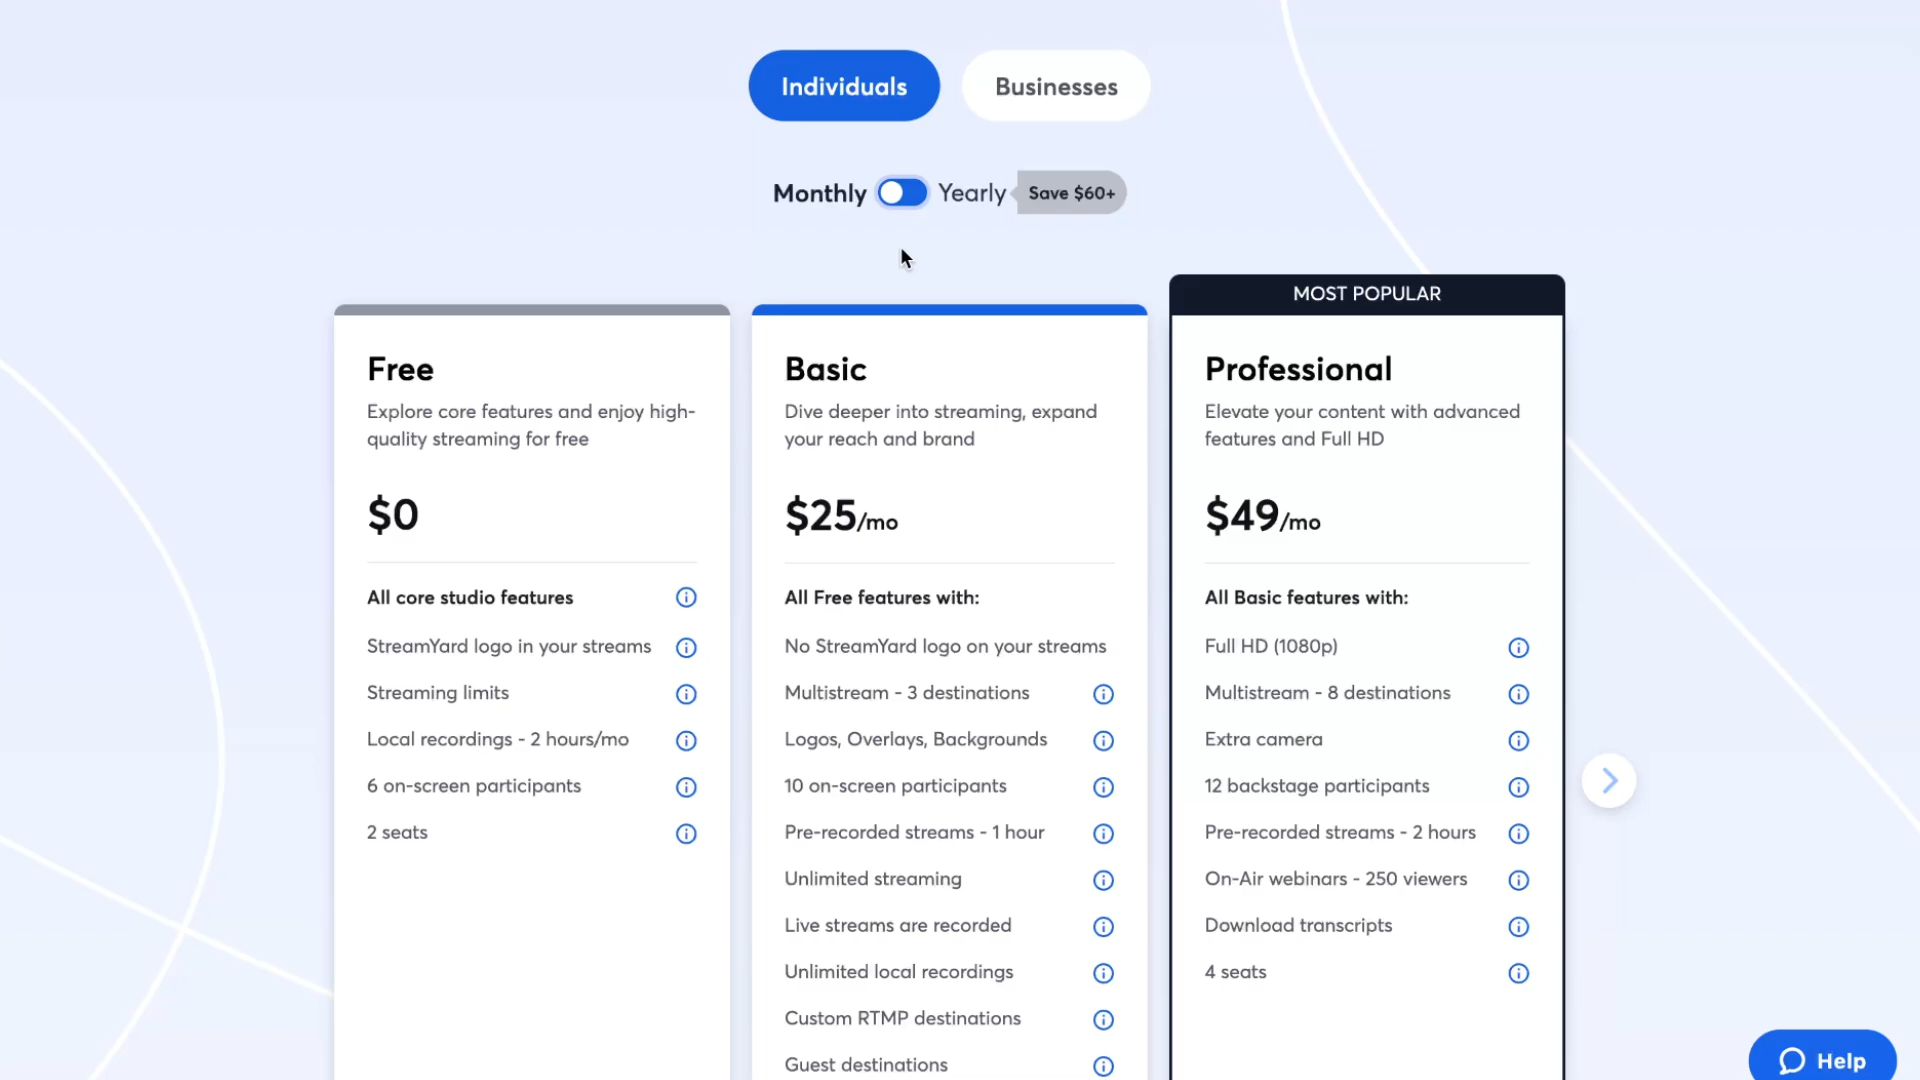 Individuals
Businesses
Monthly
Yearly
Save $60+
Free
Explore core features and enjoy high-
quality streaming for free
$0
All core studio features
StreamYard logo in your streams
Streaming limits
Local recordings - 2 hours/mo
6 on-screen participants
2 seats
Basic
Dive deeper into streaming, expand
your reach and brand
$25/mo
All Free features with:
No StreamYard logo on your streams
Multistream - 3 destinations
Logos, Overlays, Backgrounds
10 on-screen participants
Pre-recorded streams - 1 hour
Unlimited streaming
Live streams are recorded
Unlimited local recordings
Custom RTMP destinations
Guest destinations
MOST POPULAR
Professional
Elevate your content with advanced
features and Full HD
$49/mo
All Basic features with:
Full HD (1080p)
Multistream - 8 destinations
Extra camera
12 backstage participants
Pre-recorded streams - 2 hours
On-Air webinars - 250 viewers
Download transcripts
4 seats
Help